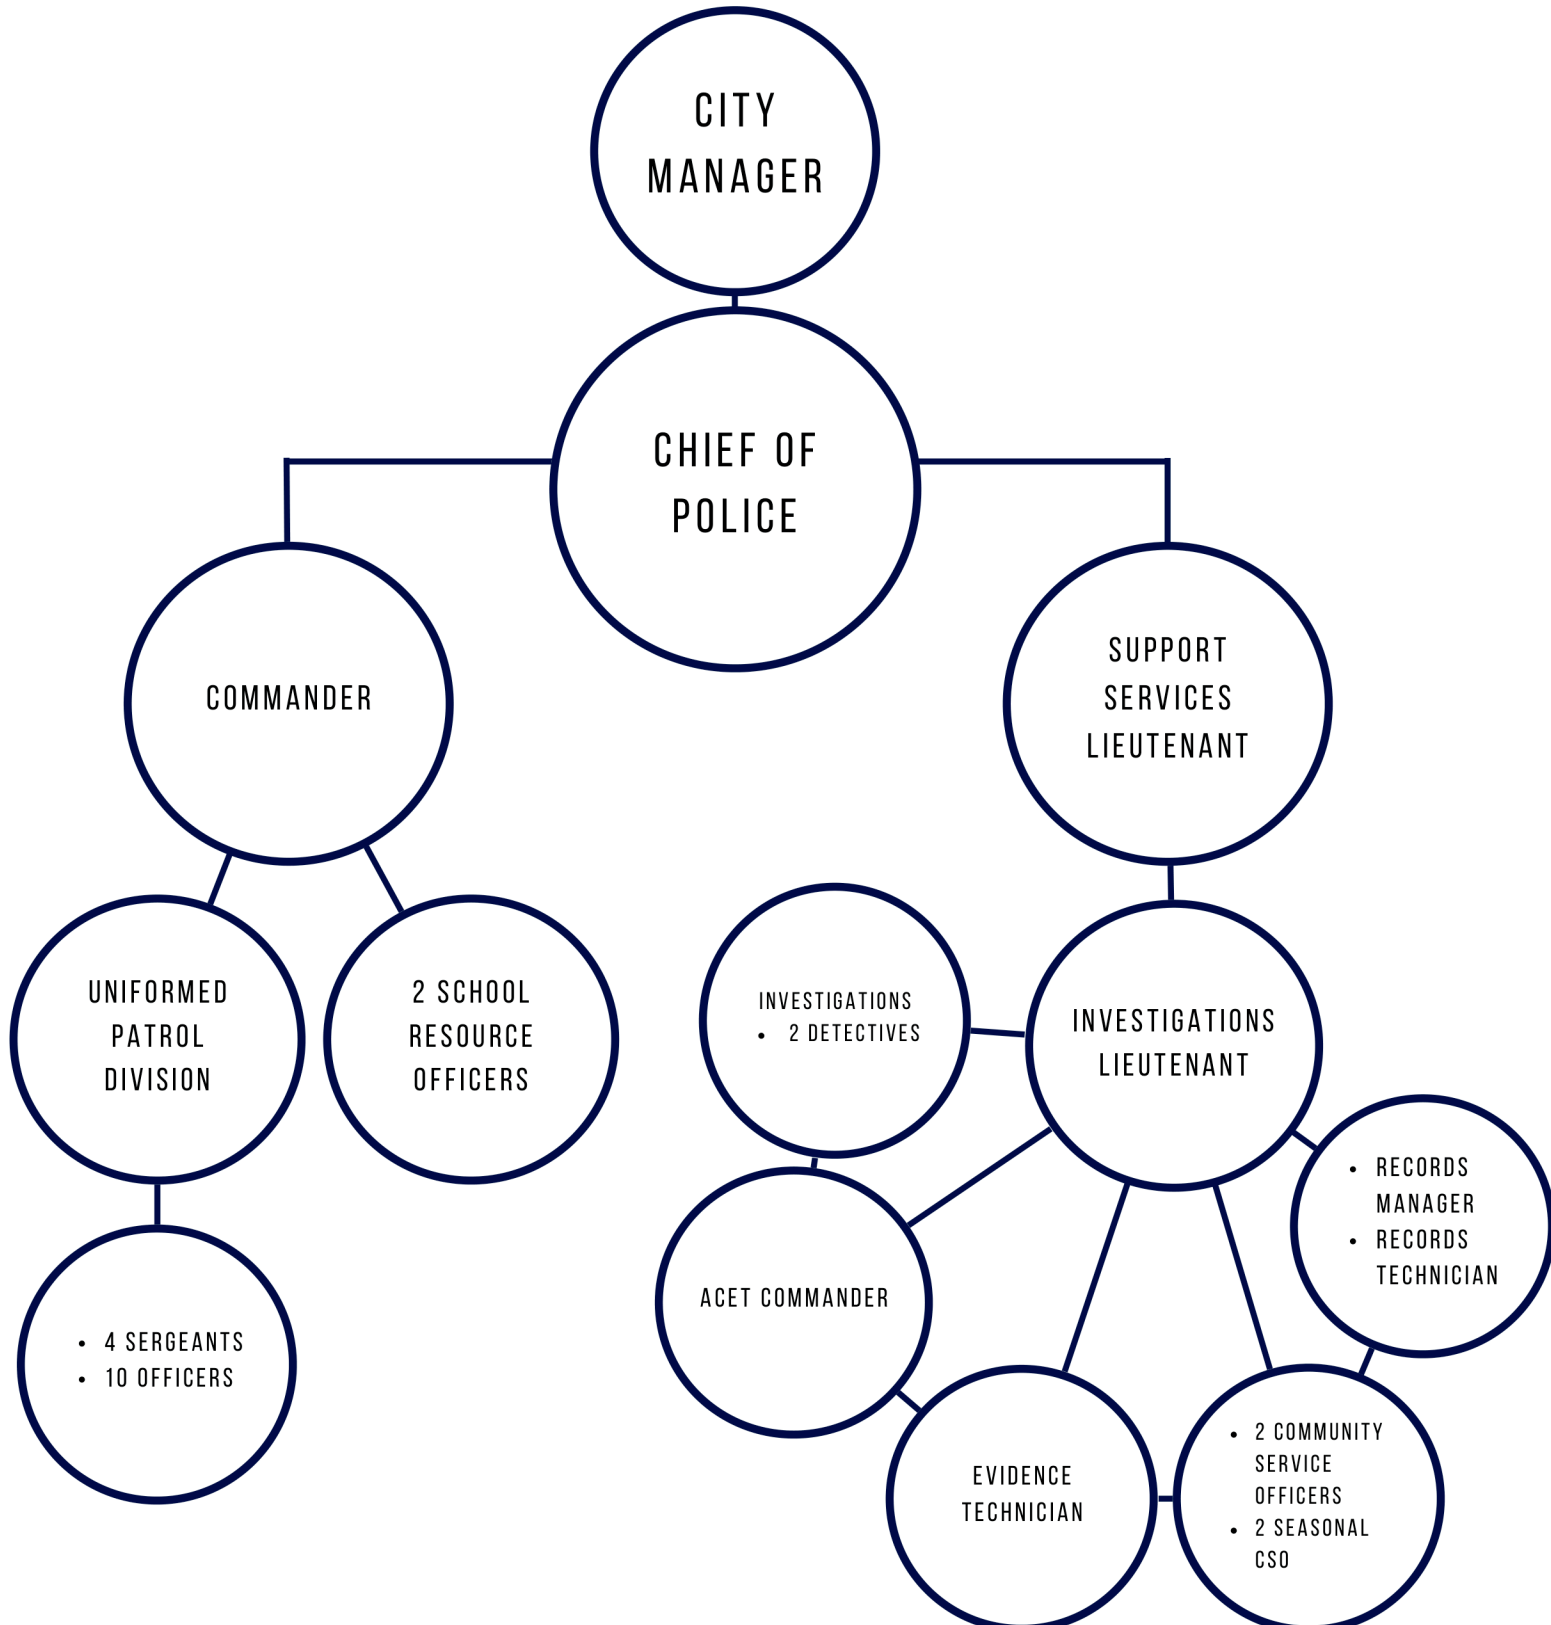 CITY
MANAGER
CHIEF OF
POLICE
COMMANDER
SUPPORT
SERVICES
LIEUTENANT
UNIFORMED
PATROL
DIVISION
2 SCHOOL
RESOURCE
OFFICERS
INVESTIGATIONS
• 2 DETECTIVES
INVESTIGATIONS
LIEUTENANT
• RECORDS
MANAGER
• RECORDS
TECHNICIAN
ACET COMMANDER
• 4 SERGEANTS
• 10 OFFICERS
EVIDENCE
TECHNICIAN
• 2 COMMUNITY
SERVICE
OFFICERS
• 2 SEASONAL
CSO